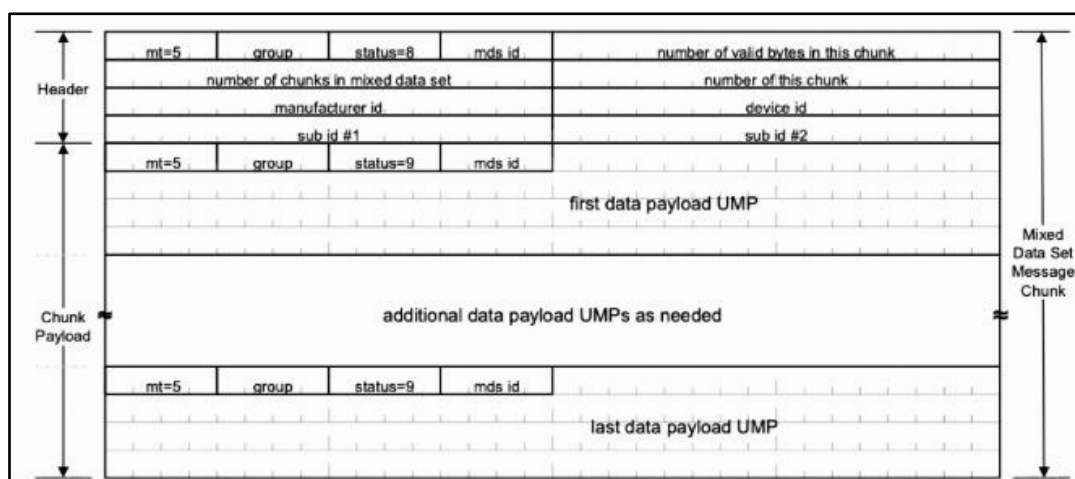 mt=5 group status=8 mds id number of valid bytes in this chunk
number of chunks in mixed data set number of this chunk
Header
manufacturer id device id
sub id #1 sub id #2
mt=5 group status=9 mds id
first data payload UMP
Mixed
Data Set
Message
Chunk
additional data payload UMPs as needed
Chunk
Payload
mt=5 group status=9 mds id
last data payload UMP